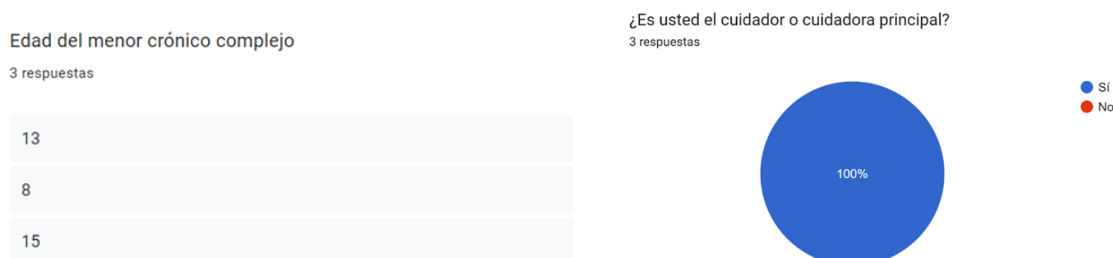 Edad del menor crónico complejo
3 respuestas
13
8
15
¿Es usted el cuidador o cuidadora principal?
3 respuestas
Sí
No
100%